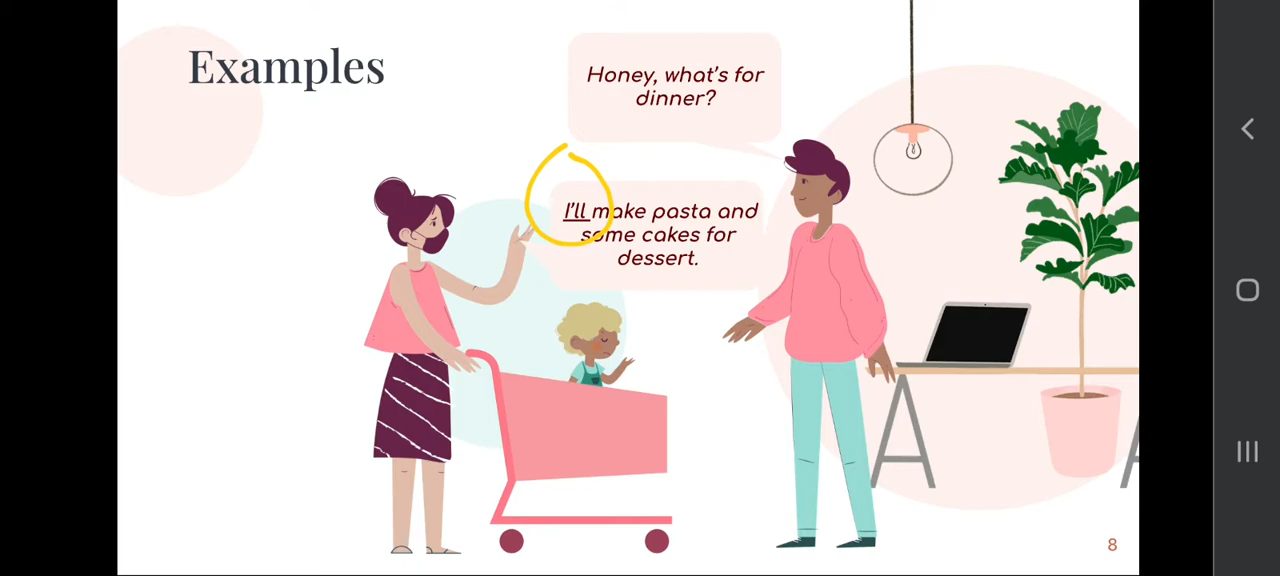 Examples
Honey, what's for
dinner?
I'll make pasta and
some cakes for
dessert.
8